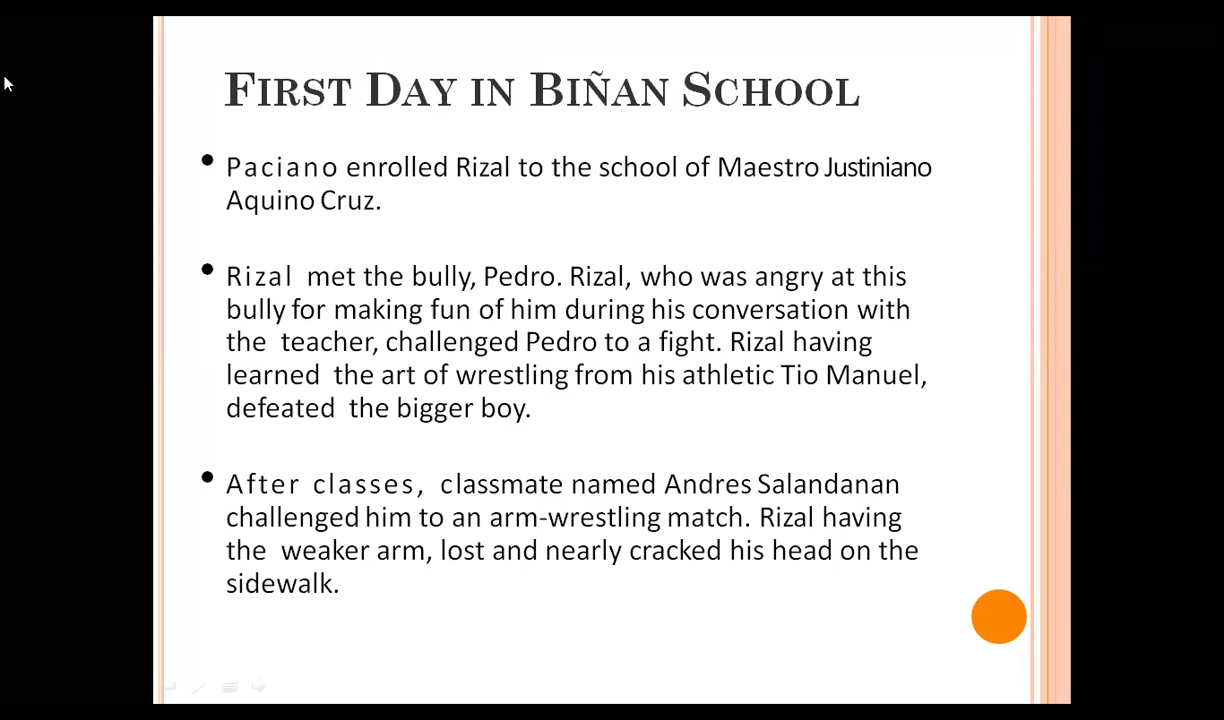 FIRST DAY IN BIÑAN SCHOOL
• Paciano enrolled Rizal to the school of Maestro Justiniano
Aquino Cruz.
• Rizal met the bully, Pedro. Rizal, who was angry at this
bully for making fun of him during his conversation with
the teacher, challenged Pedro to a fight. Rizal having
learned the art of wrestling from his athletic Tio Manuel,
defeated the bigger boy.
• After classes, classmate named Andres Salandanan
challenged him to an arm-wrestling match. Rizal having
the weaker arm, lost and nearly cracked his head on the
sidewalk.